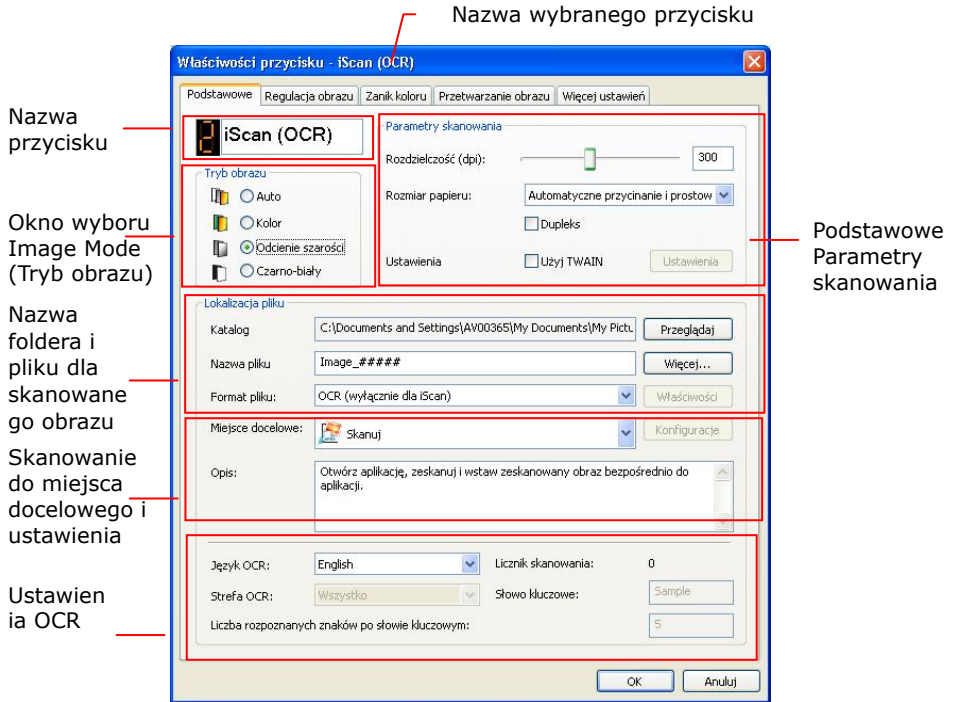 Nazwa wybranego przycisku
Właściwości przycisku - iScan (OCR)
Podstawowe Regulacja obrazu Zanik koloru Przetwarzanie obrazu Więcej ustawień
Nazwa
przycisku
2 iScan (OCR)
Tryb obrazu
Auto
Kolor
Odcienie szarości
Czarno-biały
Okno wyboru
Image Mode
(Tryb obrazu)
Parametry skanowania
Rozdzielczość (dpi): 300
Rozmiar papieru: Automatyczne przycinanie i prostow
Dupleks
Ustawienia Użyj TWAIN Ustawienia
Podstawowe
Parametry
skanowania
Nazwa
foldera i
pliku dla
skanowane
go obrazu
Lokalizacja pliku
Katalog C:\Documents and Settings\AV00365\My Documents\My Pictu Przeglądaj
Nazwa pliku Image_##### Więcej...
Format pliku: OCR (wyłącznie dla iScan) Właściwości
Skanowanie
do miejsca
docelowego i
ustawienia
Miejsce docelowe: Skanuj Konfiguracje
Opis: Otwórz aplikację, zeskanuj i wstaw zeskanowany obraz bezpośrednio do
aplikacji.
Ustawien
ia OCR
Język OCR: English Licznik skanowania: 0
Strefa OCR: Wszystko Słowo kluczowe: Sample
Liczba rozpoznanych znaków po słowie kluczowym: 5
OK Anuluj